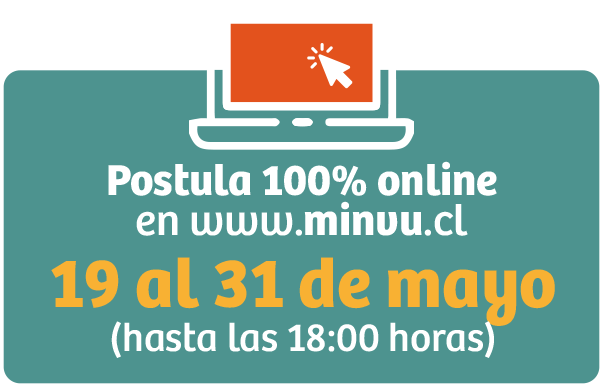 Postula 100% online
en www.minvu.cl
19 al 31 de mayo
(hasta las 18:00 horas)